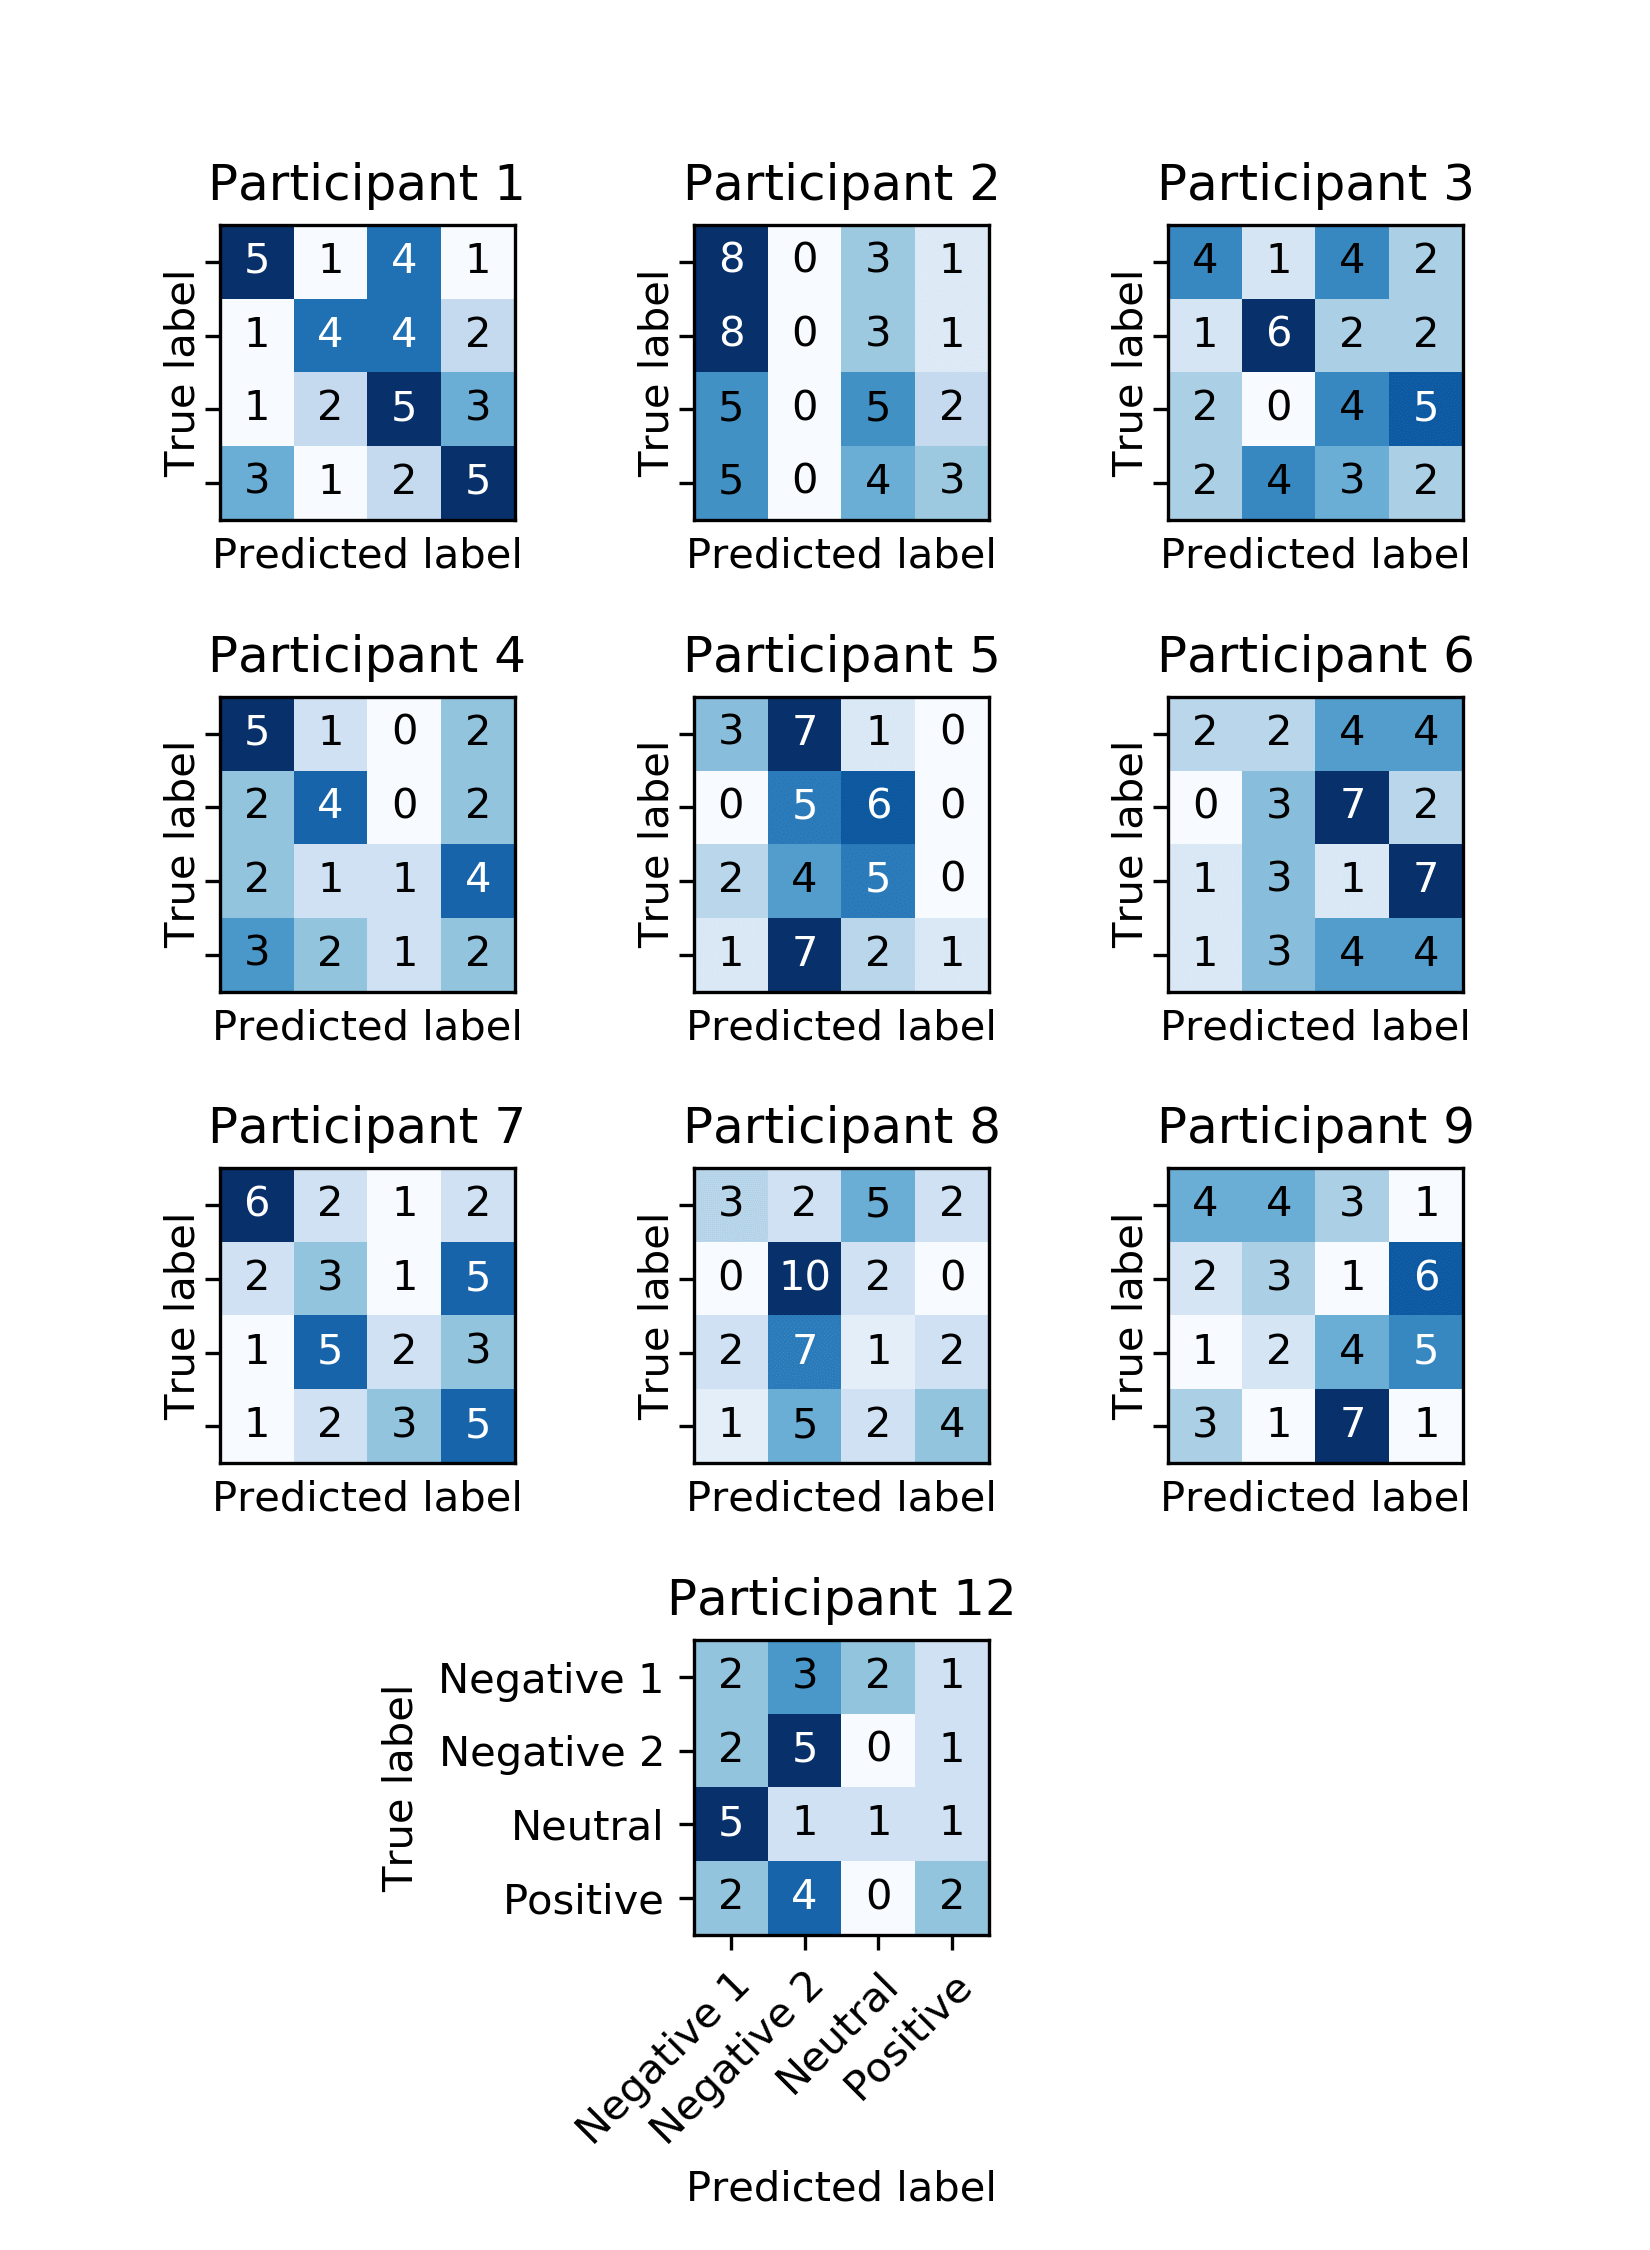 Participant 1 Participant 2 Participant 3
True label True label True label
5 1 4 1 8 0 3 1 4 1 4 2
1 4 4 2 8 0 3 1 1 6 2 2
1 2 5 3 5 0 5 2 2 0 4 5
3 1 2 5 5 0 4 3 2 4 3 2
Predicted label Predicted label Predicted label
Participant 4 Participant 5 Participant 6
True label True label True label
5 1 0 2 3 7 1 0 2 2 4 4
2 4 0 2 0 5 6 0 0 3 7 2
2 1 1 4 2 4 5 0 1 3 1 7
3 2 1 2 1 7 2 1 1 3 4 4
Predicted label Predicted label Predicted label
Participant 7 Participant 8 Participant 9
True label True label True label
6 2 1 2 3 2 5 2 4 4 3 1
2 3 1 5 0 10 2 0 2 3 1 6
1 5 2 3 2 7 1 2 1 2 4 5
1 2 3 5 1 5 2 4 3 1 7 1
Predicted label Predicted label Predicted label
Participant 12
True label
Negative 1 2 3 2 1
Negative 2 2 5 0 1
Neutral 5 1 1 1
Positive 2 4 0 2
Negative 1
Negative 2
Neutral
Positive
Predicted label